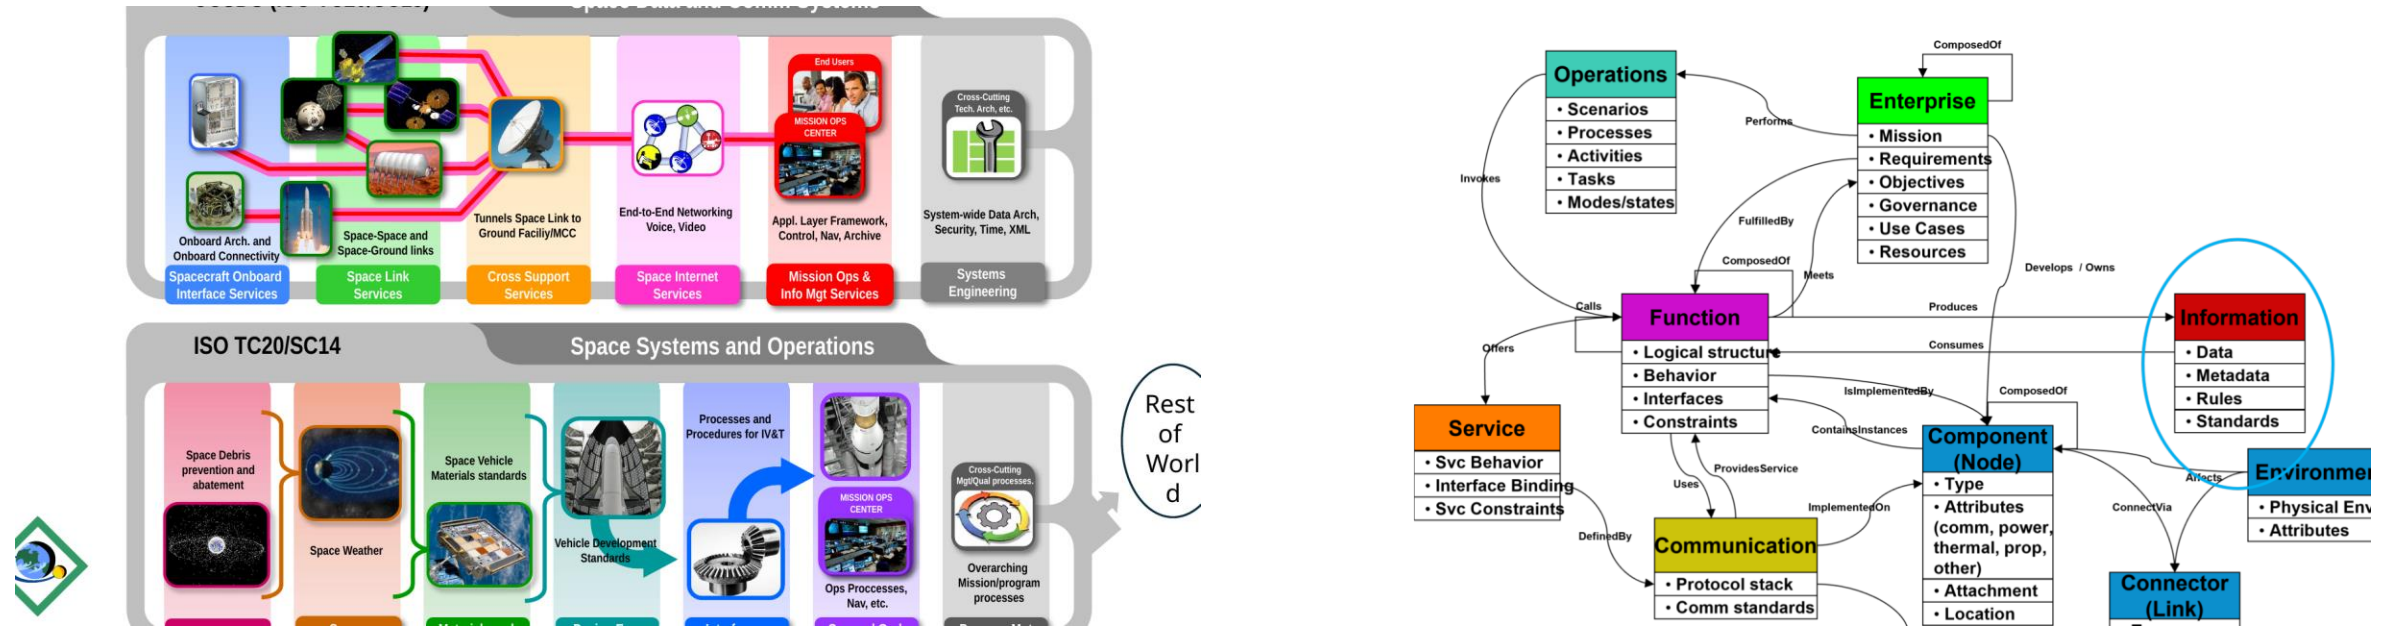 Space Data and Comm Systems
End Users
MISSION OPS
CENTER
Cross-Cutting
Tech. Arch, etc.
Onboard Arch. and
Onboard Connectivity
Space-Space and
Space-Ground links
Tunnels Space Link to
Ground Faciliy/MCC
End-to-End Networking
Voice, Video
Appl. Layer Framework,
Control, Nav, Archive
System-wide Data Arch,
Security, Time, XML
Spacecraft Onboard
Interface Services
Space Link
Services
Cross Support
Services
Space Internet
Services
Mission Ops &
Info Mgt Services
Systems
Engineering
ISO TC20/SC14
Space Systems and Operations
Space Debris
prevention and
abatement
Space Weather
Space Vehicle
Materials standards
Vehicle Development
Standards
Processes and
Procedures for IV&T
MISSION OPS
CENTER
Ops Proccesses,
Nav, etc.
Cross-Cutting
Mgt/Qual processes.
Overarching
Mission/program
processes
Rest
of
Worl
d
Operations
• Scenarios
• Processes
• Activities
• Tasks
• Modes/states
ComposedOf
Enterprise
• Mission
• Requirements
• Objectives
• Governance
• Use Cases
• Resources
Performs
Invokes
FulfilledBy
ComposedOf
Meets
Develops / Owns
Calls
Function
• Logical structure
• Behavior
• Interfaces
• Constraints
Produces
Consumes
Information
• Data
• Metadata
• Rules
• Standards
Offers
IsImplementedBy
ComposedOf
ContainsInstances
Service
• Svc Behavior
• Interface Binding
• Svc Constraints
ProvidesService
Uses
Component
(Node)
• Type
• Attributes
(comm, power,
thermal, prop,
other)
• Attachment
• Location
Affects
Environme
• Physical Env
• Attributes
ConnectVia
ImplementedOn
DefinedBy
Communication
• Protocol stack
• Comm standards
Connector
(Link)